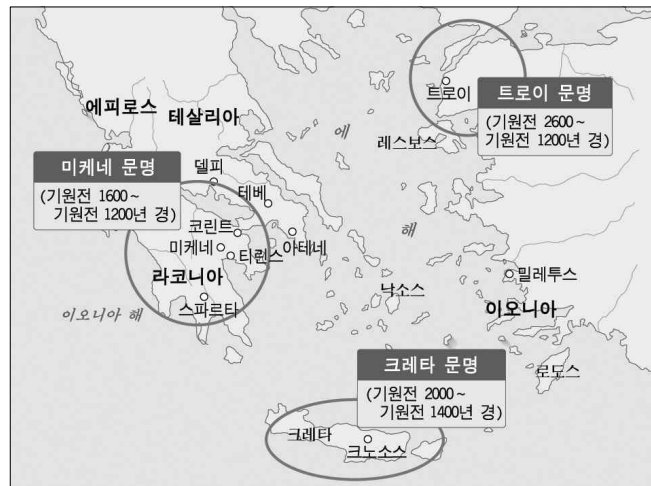 트로이
트로이 문명
(기원전 2600~
기원전 1200년 경)
에피로스
테살리아
에
레스보스
미케네 문명
(기원전 1600~
기원전 1200년 경)
델피
테베
코린트
미케네
티린스
아테네
해
라코니아
스파르타
이오니아 해
낙소스
밀레투스
이오니아
크레타 문명
(기원전 2000~
기원전 1400년 경)
로도스
크레타
크노소스